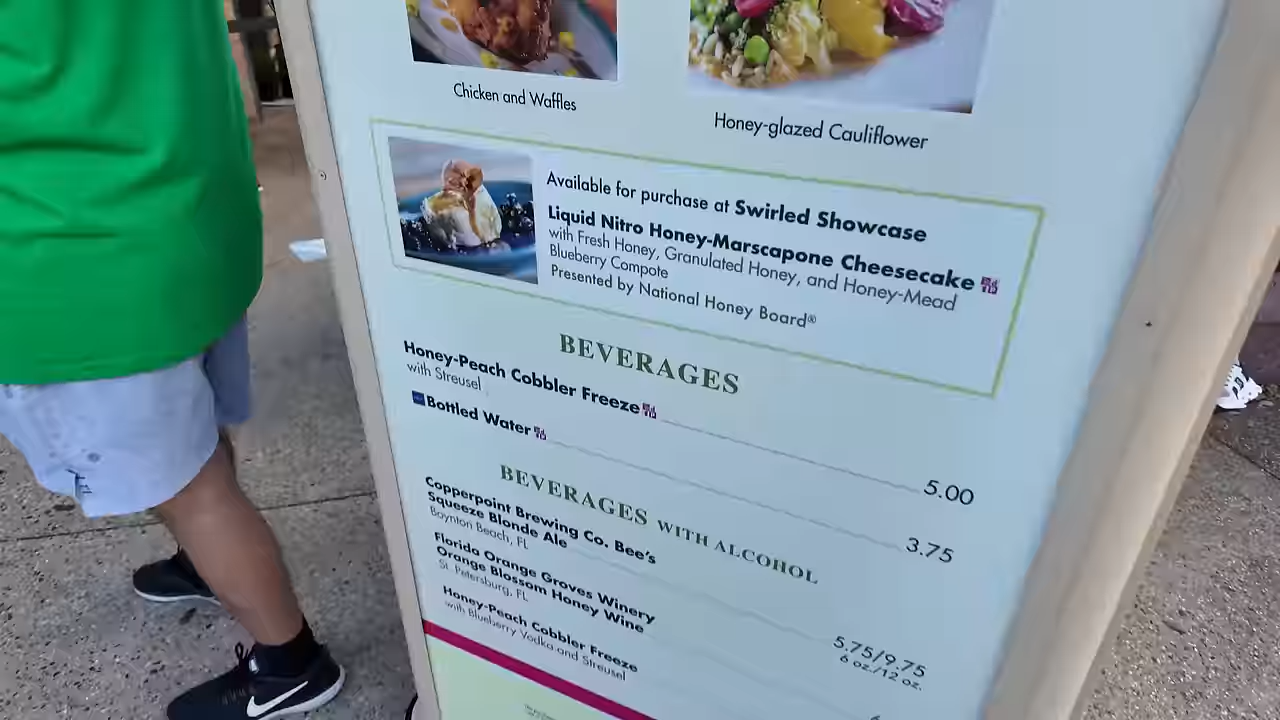 Chicken and Waffles
Honey-glazed Cauliflower
Available for purchase at Swirled Showcase
Liquid Nitro Honey-Marscapone Cheesecake
with Fresh Honey, Granulated Honey, and Honey-Mead
Blueberry Compote
Presented by National Honey Board®
BEVERAGES
Honey-Peach Cobbler Freeze 5.00
with Streusel
Bottled Water 3.75
BEVERAGES WITH ALCOHOL
Copperpoint Brewing Co. Bee's
Squeeze Blonde Ale 5.75/9.75
Boynton Beach, FL 6 oz./12 oz.
Florida Orange Groves Winery
Orange Blossom Honey Wine
St. Petersburg, FL
Honey-Peach Cobbler Freeze
with Blueberry Vodka and Streusel